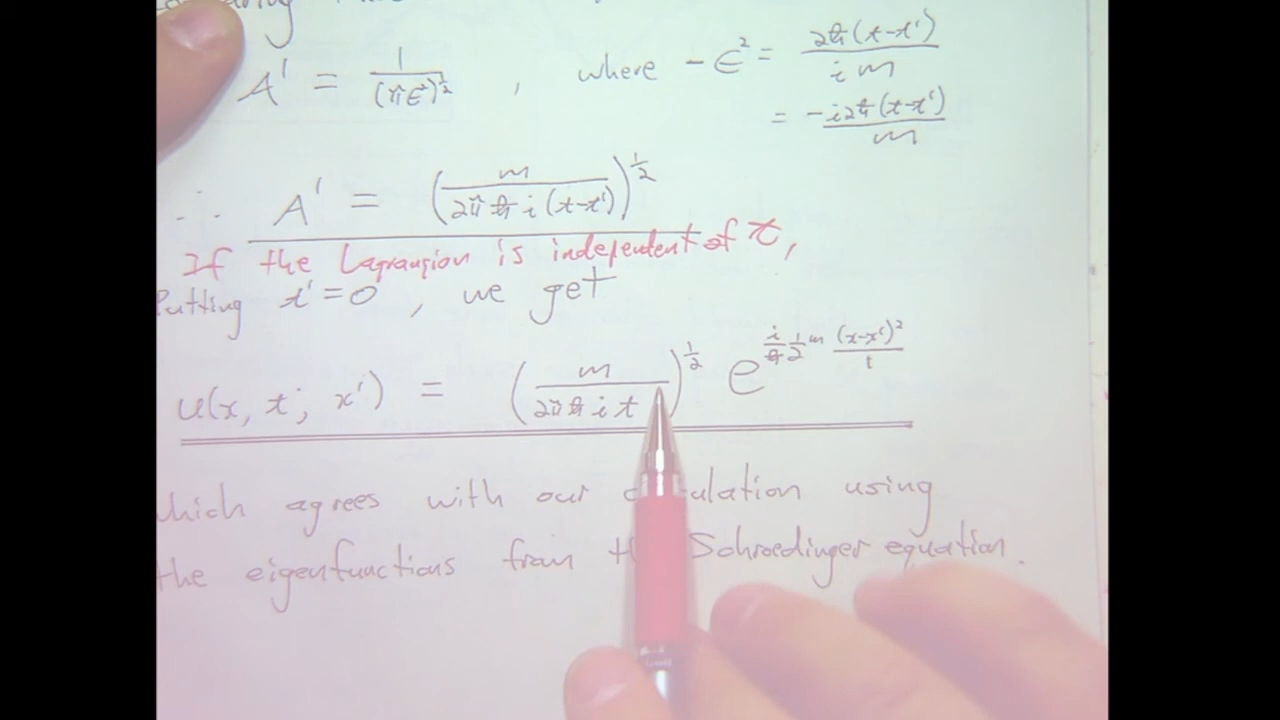 A' = 1/(πϵ²)^½ , where -ϵ² = 2ħ(t-t')/im
= -i2ħ(t-t')/m
∴ A' = (m/2πħi(t-t'))^½
If the Lagrangion is independent of t,
Putting t'=0 , we get
u(x, t; x') = (m/2πħit)^½ e^(i/ħ 1/2 m (x-x')²/t)
which agrees with our calculation using
the eigenfunctions from the Schroedinger equation.